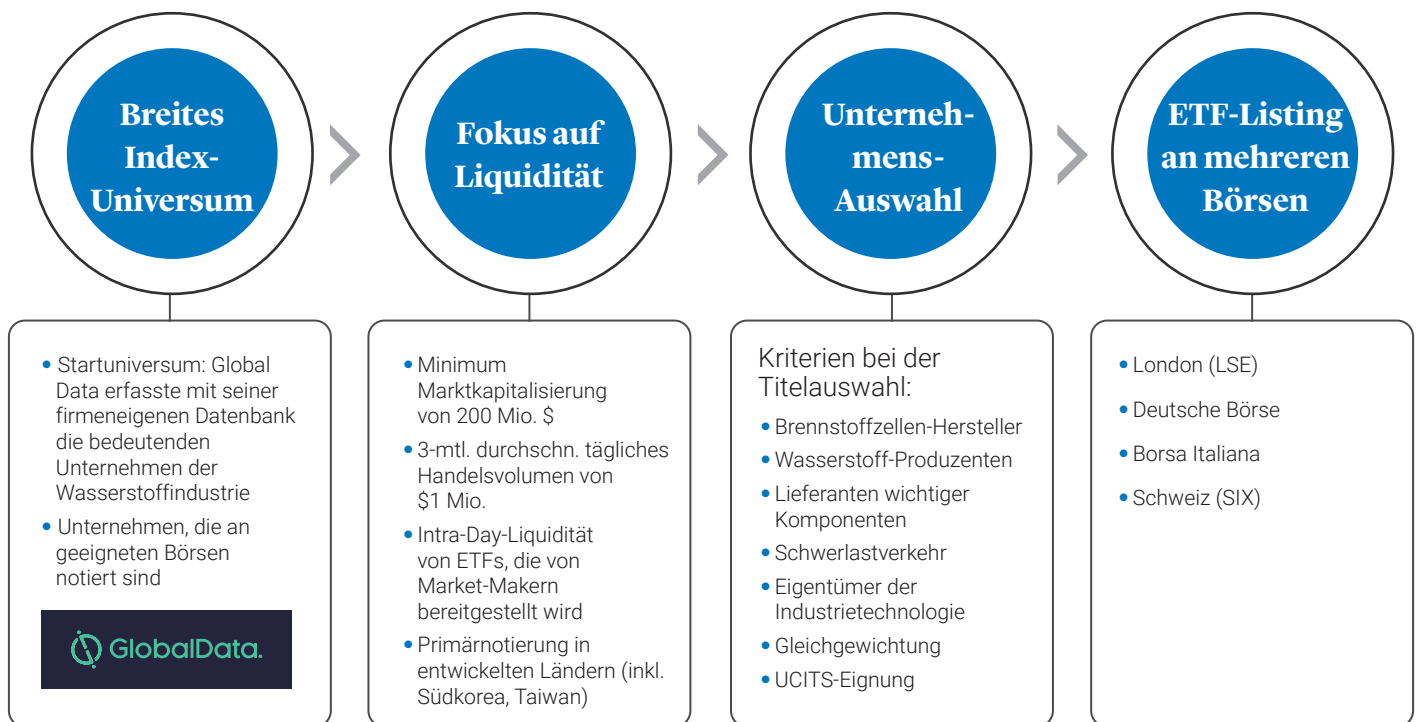 Breites
Index-
Universum
Fokus auf
Liquidität
Unterneh-
mens-
Auswahl
ETF-Listing
an mehreren
Börsen
• Startuniversum: Global
Data erfasste mit seiner
firmeneigenen Datenbank
die bedeutenden
Unternehmen der
Wasserstoffindustrie
• Unternehmen, die an
geeigneten Börsen
notiert sind
GlobalData.
• Minimum
Marktkapitalisierung
von 200 Mio. $
• 3-mtl. durchschn. tägliches
Handelsvolumen von
$1 Mio.
• Intra-Day-Liquidität
von ETFs, die von
Market-Makern
bereitgestellt wird
• Primärnotierung in
entwickelten Ländern (inkl.
Südkorea, Taiwan)
Kriterien bei der
Titelauswahl:
• Brennstoffzellen-Hersteller
• Wasserstoff-Produzenten
• Lieferanten wichtiger
Komponenten
• Schwerlastverkehr
• Eigentümer der
Industrietechnologie
• Gleichgewichtung
• UCITS-Eignung
• London (LSE)
• Deutsche Börse
• Borsa Italiana
• Schweiz (SIX)